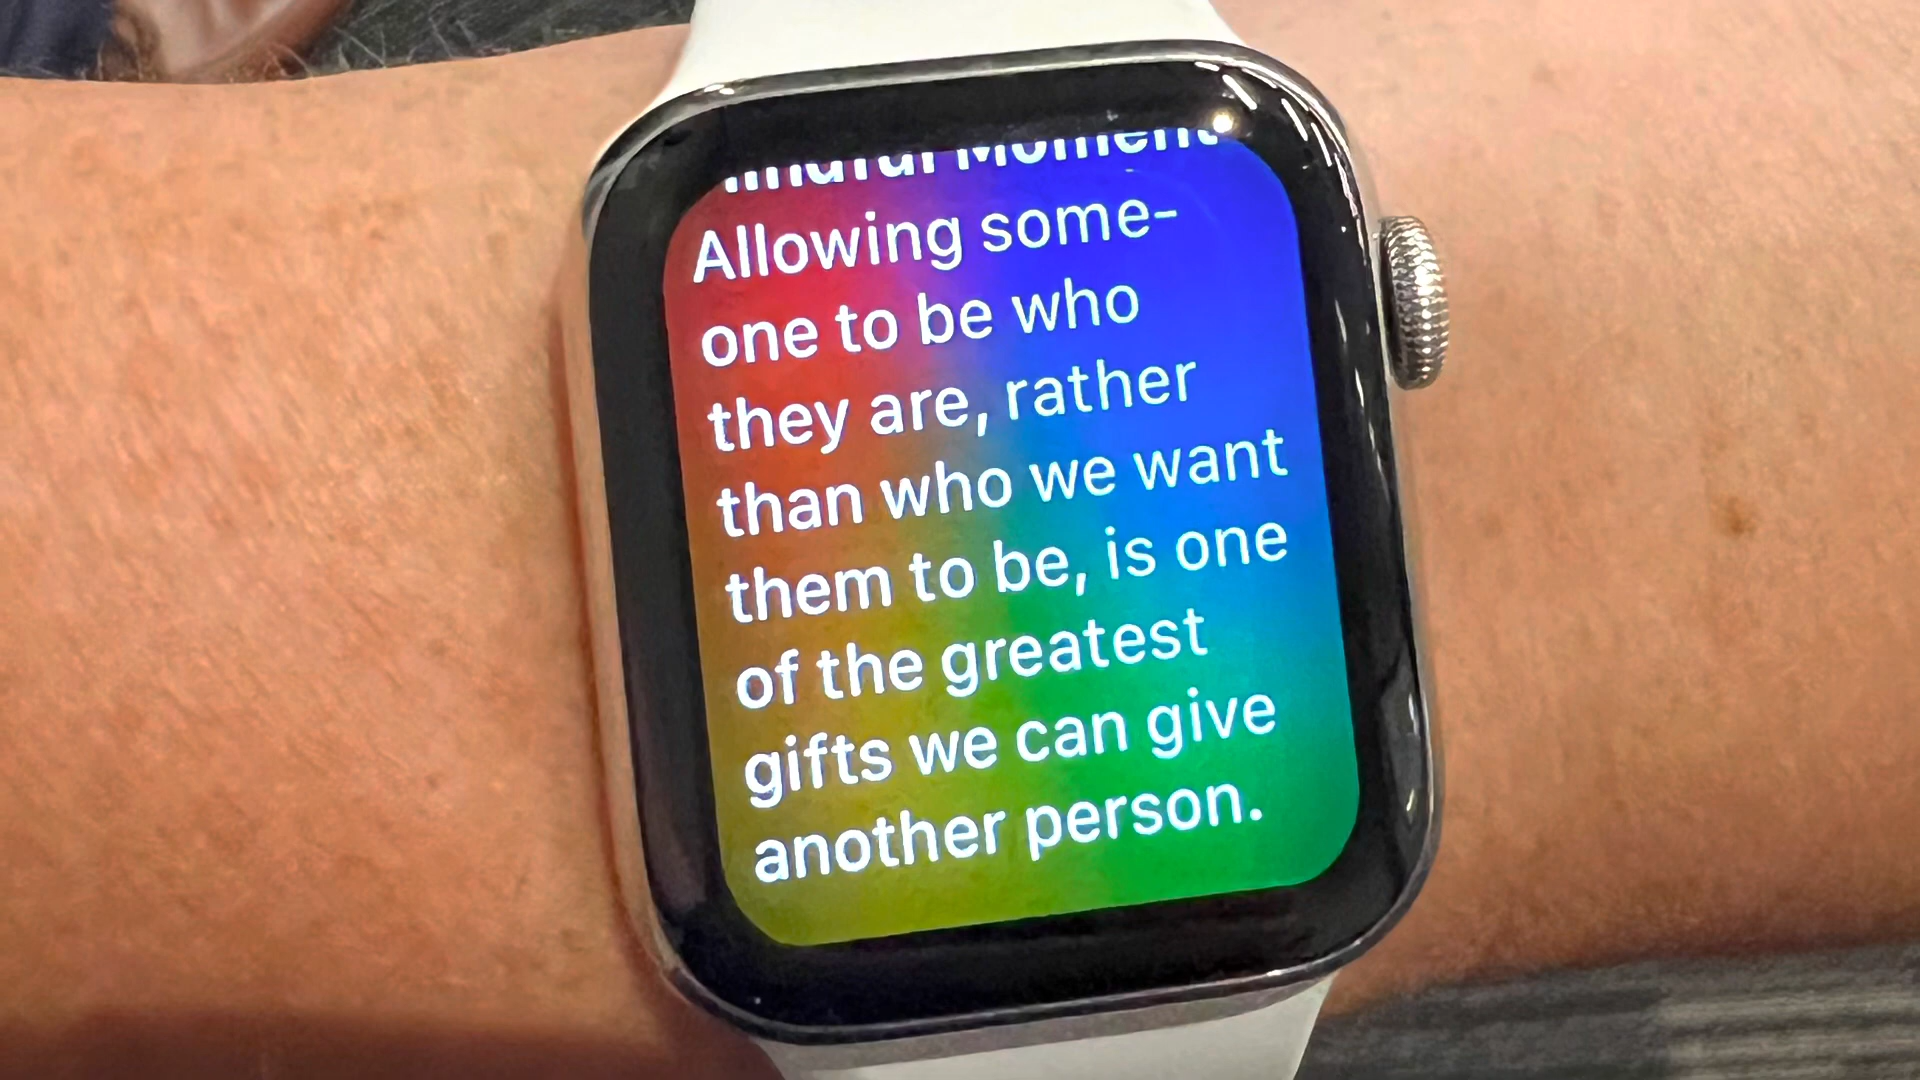 Moment
Allowing some-
one to be who
they are, rather
than who we want
them to be, is one
of the greatest
gifts we can give
another person.